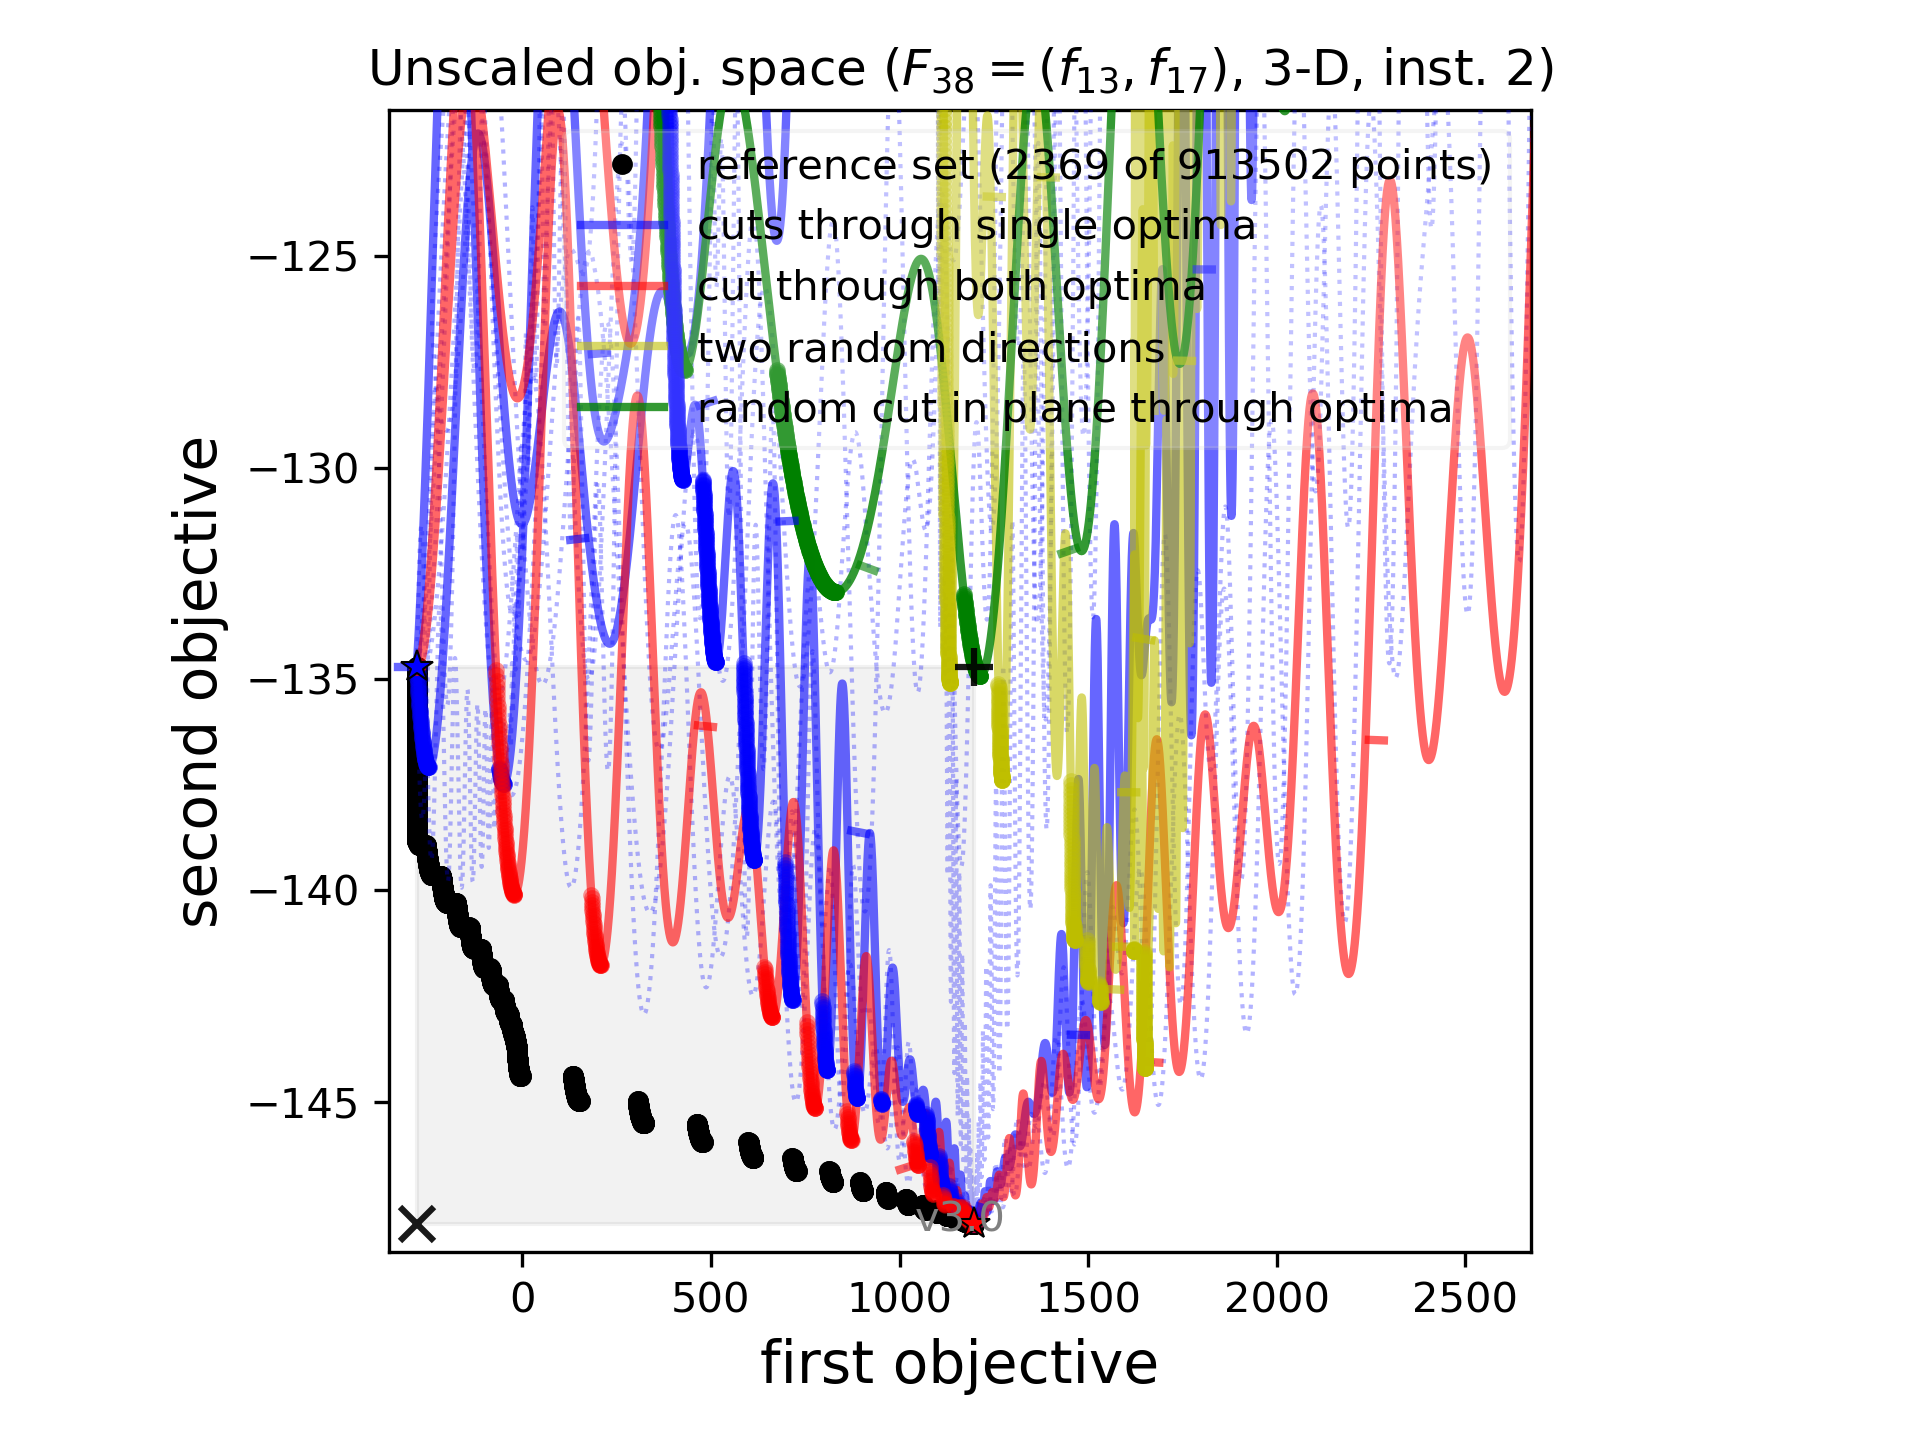 Unscaled obj. space (F₃₈ = (f₁₃, f₁₇), 3-D, inst. 2)
reference set (2369 of 913502 points)
cuts through single optima
cut through both optima
two random directions
random cut in plane through optima
−125
−130
−135
−140
−145
second objective
v3.0
0
500
1000
1500
2000
2500
first objective